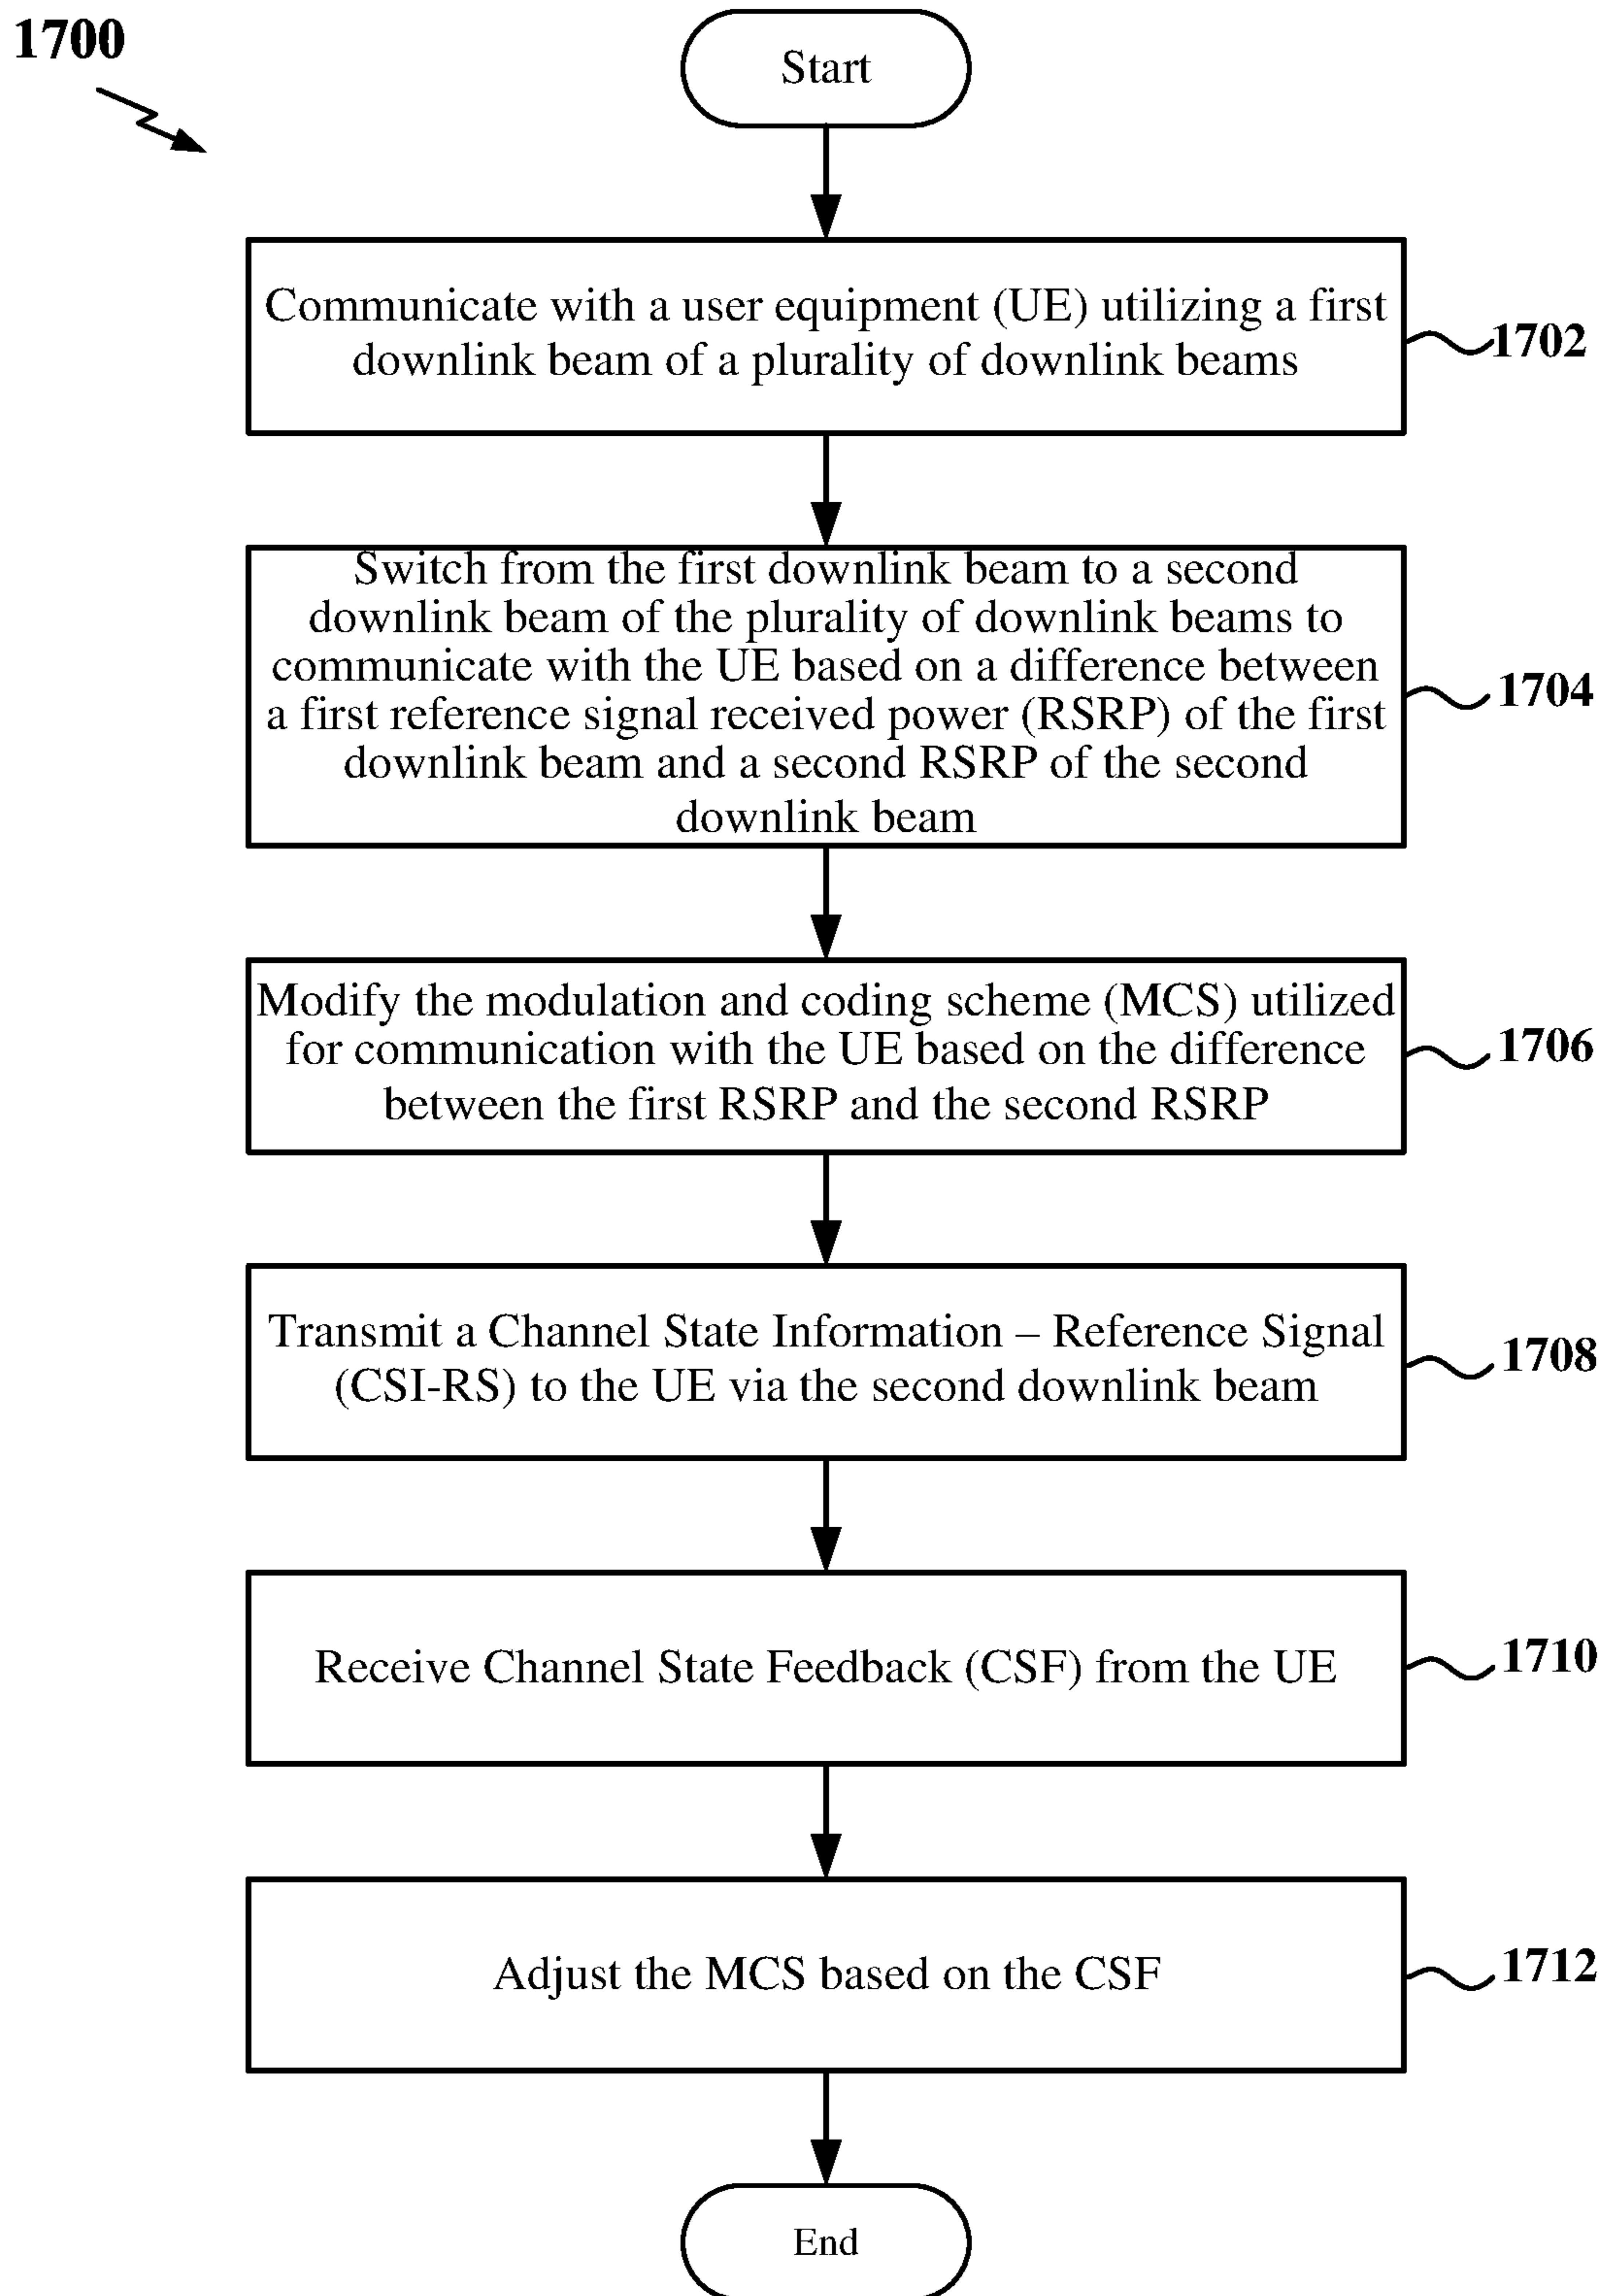 1700
Start
Communicate with a user equipment (UE) utilizing a first
downlink beam of a plurality of downlink beams
1702
Switch from the first downlink beam to a second
downlink beam of the plurality of downlink beams to
communicate with the UE based on a difference between
a first reference signal received power (RSRP) of the first
downlink beam and a second RSRP of the second
downlink beam
1704
Modify the modulation and coding scheme (MCS) utilized
for communication with the UE based on the difference
between the first RSRP and the second RSRP
1706
Transmit a Channel State Information – Reference Signal
(CSI-RS) to the UE via the second downlink beam
1708
Receive Channel State Feedback (CSF) from the UE
1710
Adjust the MCS based on the CSF
1712
End